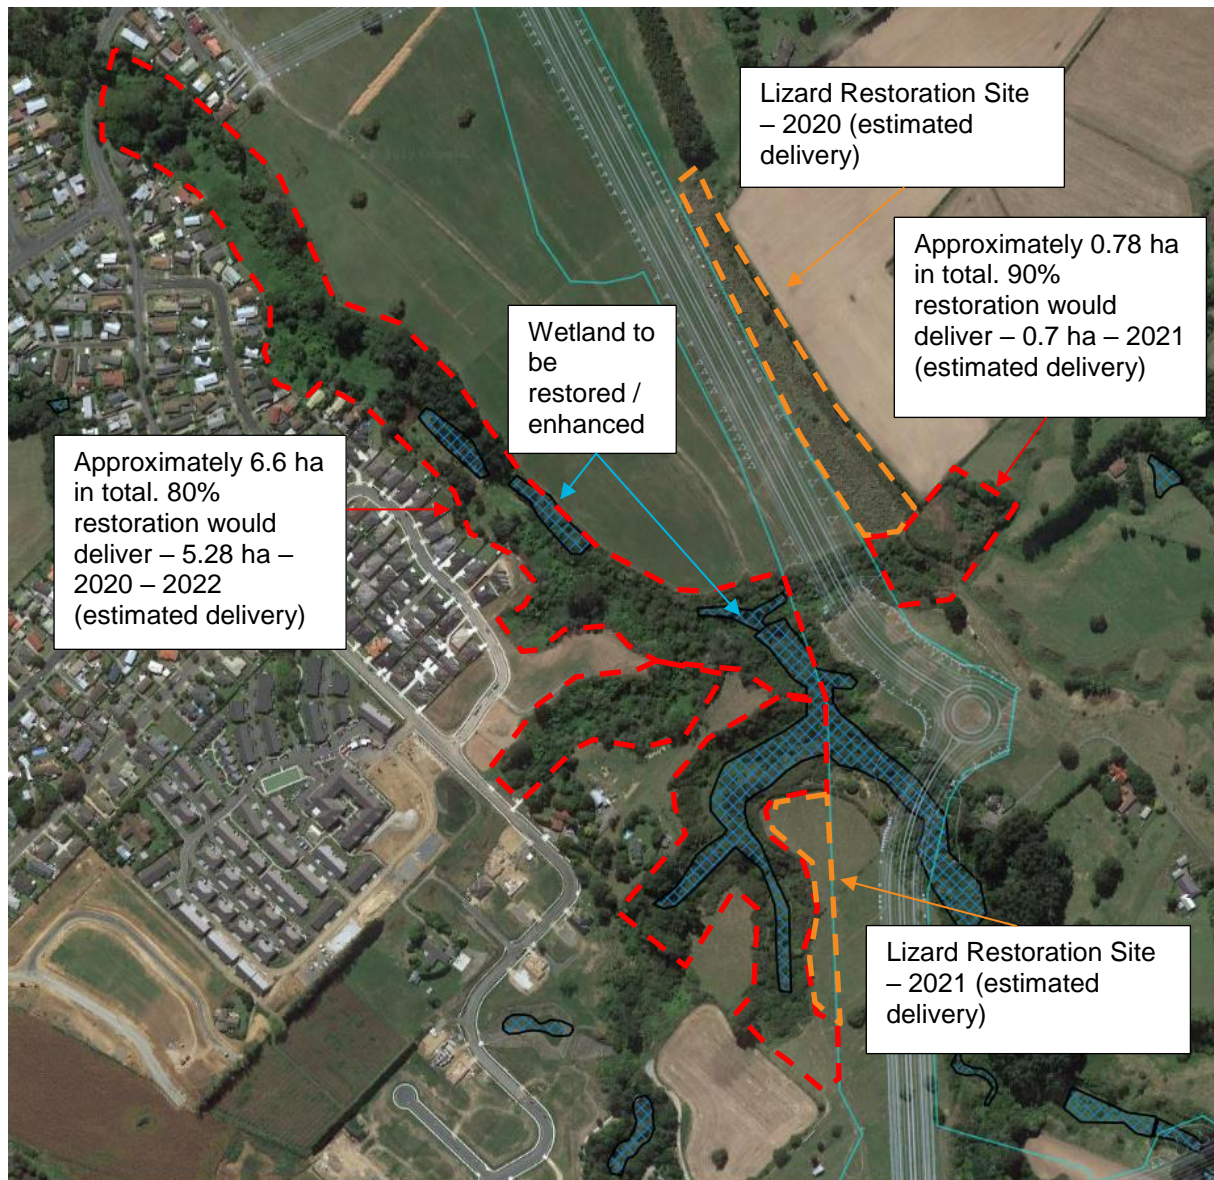 Lizard Restoration Site
– 2020 (estimated
delivery)
Approximately 0.78 ha
in total. 90%
restoration would
deliver – 0.7 ha – 2021
(estimated delivery)
Wetland to
be
restored /
enhanced
Approximately 6.6 ha
in total. 80%
restoration would
deliver – 5.28 ha –
2020 – 2022
(estimated delivery)
Lizard Restoration Site
– 2021 (estimated
delivery)